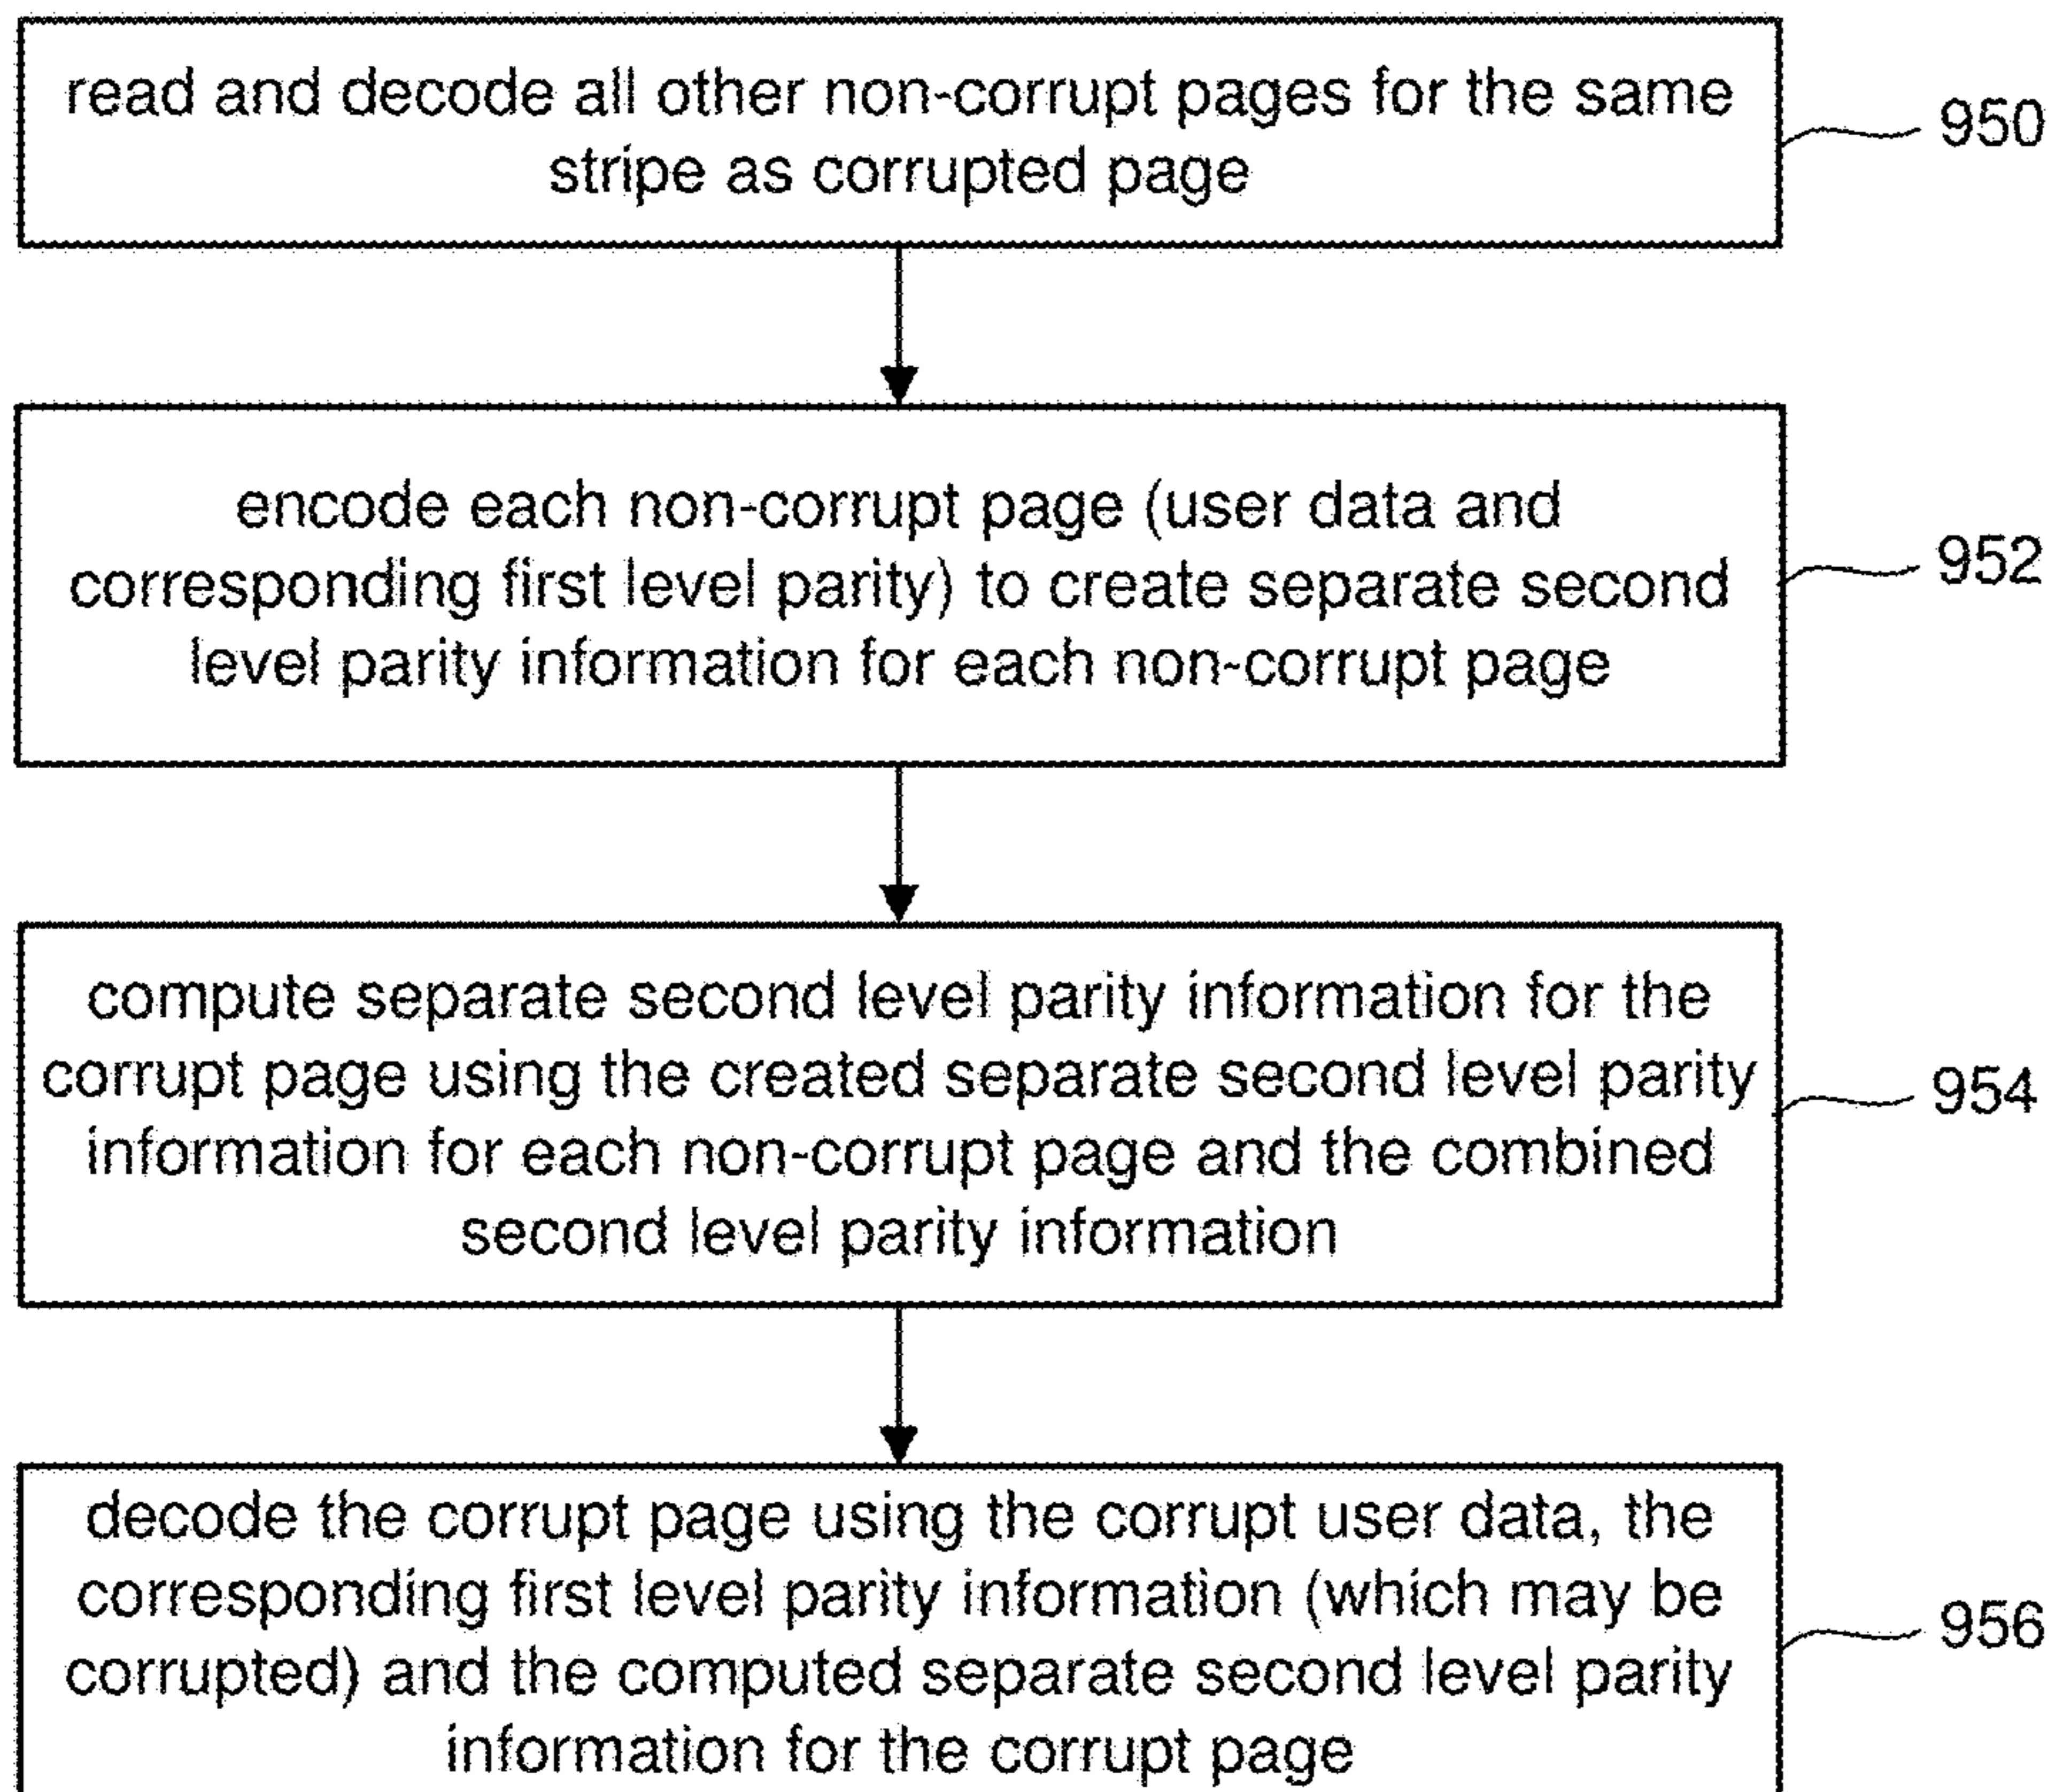 read and decode all other non-corrupt pages for the same
stripe as corrupted page
950
encode each non-corrupt page (user data and
corresponding first level parity) to create separate second
level parity information for each non-corrupt page
952
compute separate second level parity information for the
corrupt page using the created separate second level parity
information for each non-corrupt page and the combined
second level parity information
954
decode the corrupt page using the corrupt user data, the
corresponding first level parity information (which may be
corrupted) and the computed separate second level parity
information for the corrupt page
956